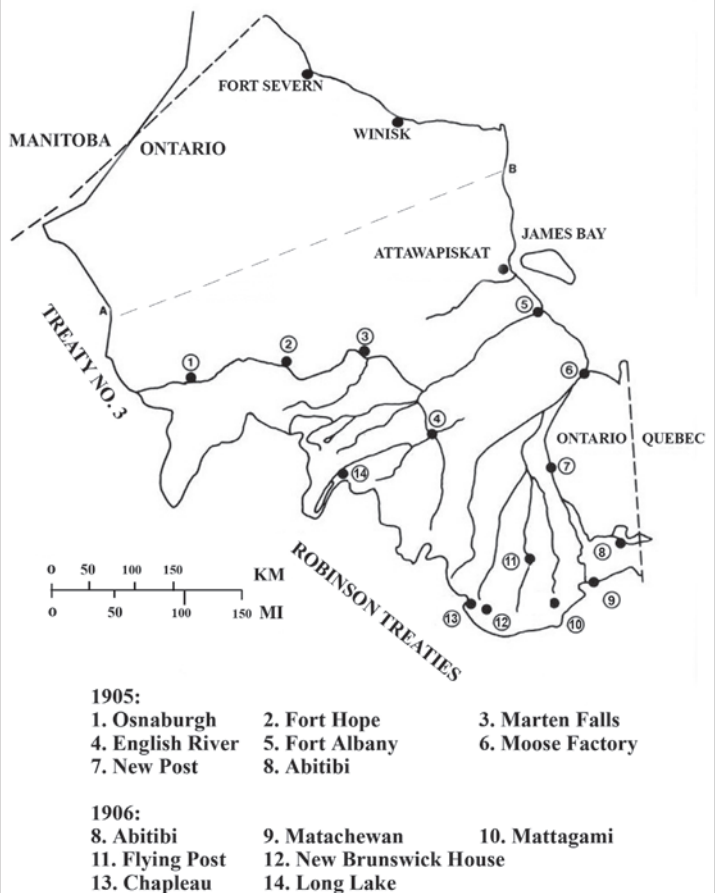 FORT SEVERN
WINISK
MANITOBA
ONTARIO
B
JAMES BAY
ATTAWAPISKAT
A
5
TREATY NO. 3
1
2
3
6
4
ONTARIO
QUEBEC
14
7
8
11
9
ROBINSON TREATIES
13
12
10
0 50 100 150
KM
0 50 100 150 MI
1905:
1. Osnaburgh 2. Fort Hope 3. Marten Falls
4. English River 5. Fort Albany 6. Moose Factory
7. New Post 8. Abitibi
1906:
8. Abitibi 9. Matachewan 10. Mattagami
11. Flying Post 12. New Brunswick House
13. Chapleau 14. Long Lake